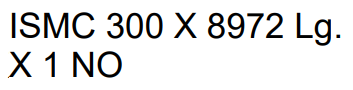 ISMC 300 X 8972 Lg.
X 1 NO